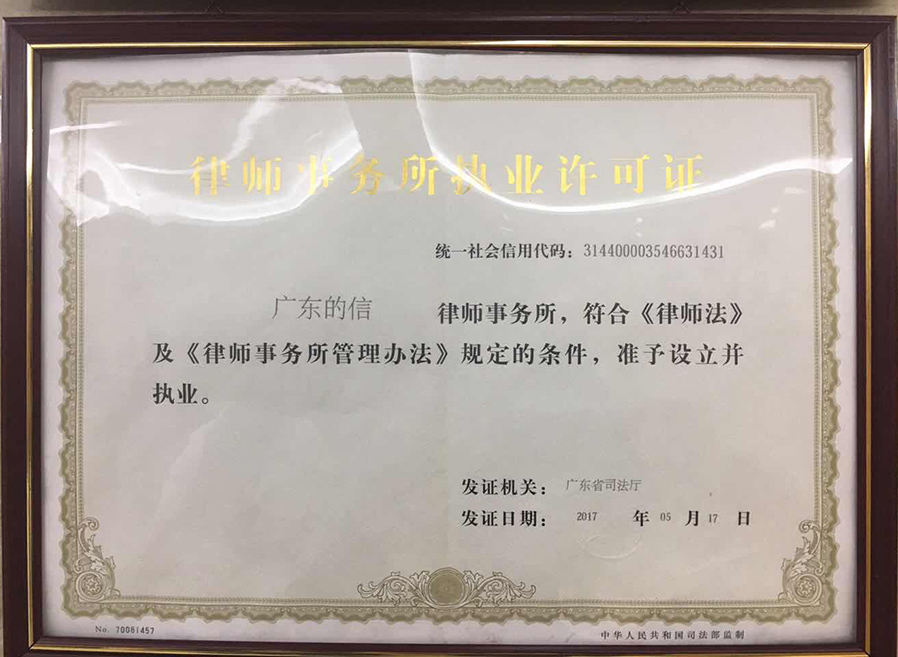 律师事务所执业许可证
统一社会信用代码：314400003546631431
广东的信 律师事务所，符合《律师法》
及《律师事务所管理办法》规定的条件，准予设立并
执业。
发证机关：广东省司法厅
发证日期：2017 年 05 月 17 日
No. 70081457
中华人民共和国司法部监制